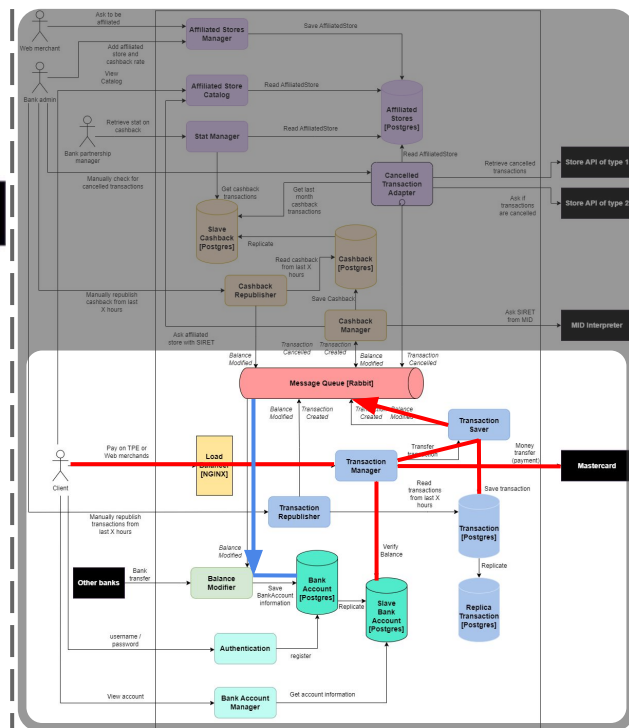 Ask to be
affiliated
Web merchant
Affiliated Stores
Manager
Save AffiliatedStore
Add affiliated
store and
cashback rate
Bank admin
View
Catalog
Affiliated Store
Catalog
Read AffiliatedStore
Affiliated
Stores
[Postgres]
Retrieve stat on
cashback
Bank partnership
manager
Stat Manager
Read AffiliatedStore
Read AffiliatedStore
Manually check for
cancelled transactions
Get cashback
transactions
Get last
month
cashback
transactions
Cancelled
Transaction
Adapter
Retrieve cancelled
transactions
Store API of type 1
Ask if
transactions
are cancelled
Store API of type 2
Slave
Cashback
[Postgres]
Replicate
Cashback
[Postgres]
Read cashback
from last X
hours
Manually republish
cashback from last
X hours
Cashback
Republisher
Save Cashback
Cashback
Manager
Ask SIRET
from MID
MID Interpreter
Ask affiliated
store with SIRET
Balance
Modified
Transaction
Cancelled
Transaction
Created
Balance
Modified
Transaction
Cancelled
Message Queue [Rabbit]
Balance
Modified
Transaction
Created
Transaction
Created
Balance
Modified
Transaction
Saver
Pay on TPE or
Web merchands
Client
Load
[NGINX]
Transaction
Manager
Transfer
transaction
Money
transfer
(payment)
Mastercard
Manually republish
transactions from
last X hours
Transaction
Republisher
Read
transactions
from last X
hours
Save transaction
Transaction
[Postgres]
Balance
Modified
Verify
Balance
Replicate
Other banks
Bank
transfer
Balance
Modifier
Save
BankAccount
information
Bank
Account
[Postgres]
Replicate
Slave
Bank
Account
[Postgres]
Replica
Transaction
[Postgres]
username /
password
Authentication
register
View account
Bank Account
Manager
Get account information